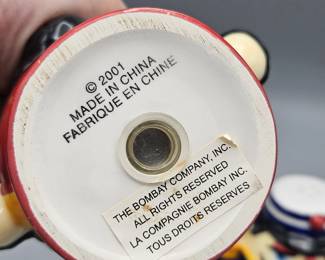 © 2001
MADE IN CHINA
FABRIQUE EN CHINE
THE BOMBAY COMPANY, INC.
ALL RIGHTS RESERVED
LA COMPAGNIE BOMBAY INC.
TOUS DROITS RESERVES